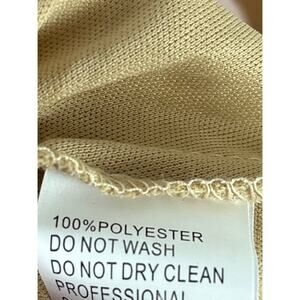 100%POLYESTER
DO NOT WASH
DO NOT DRY CLEAN
PROFESSIONAL